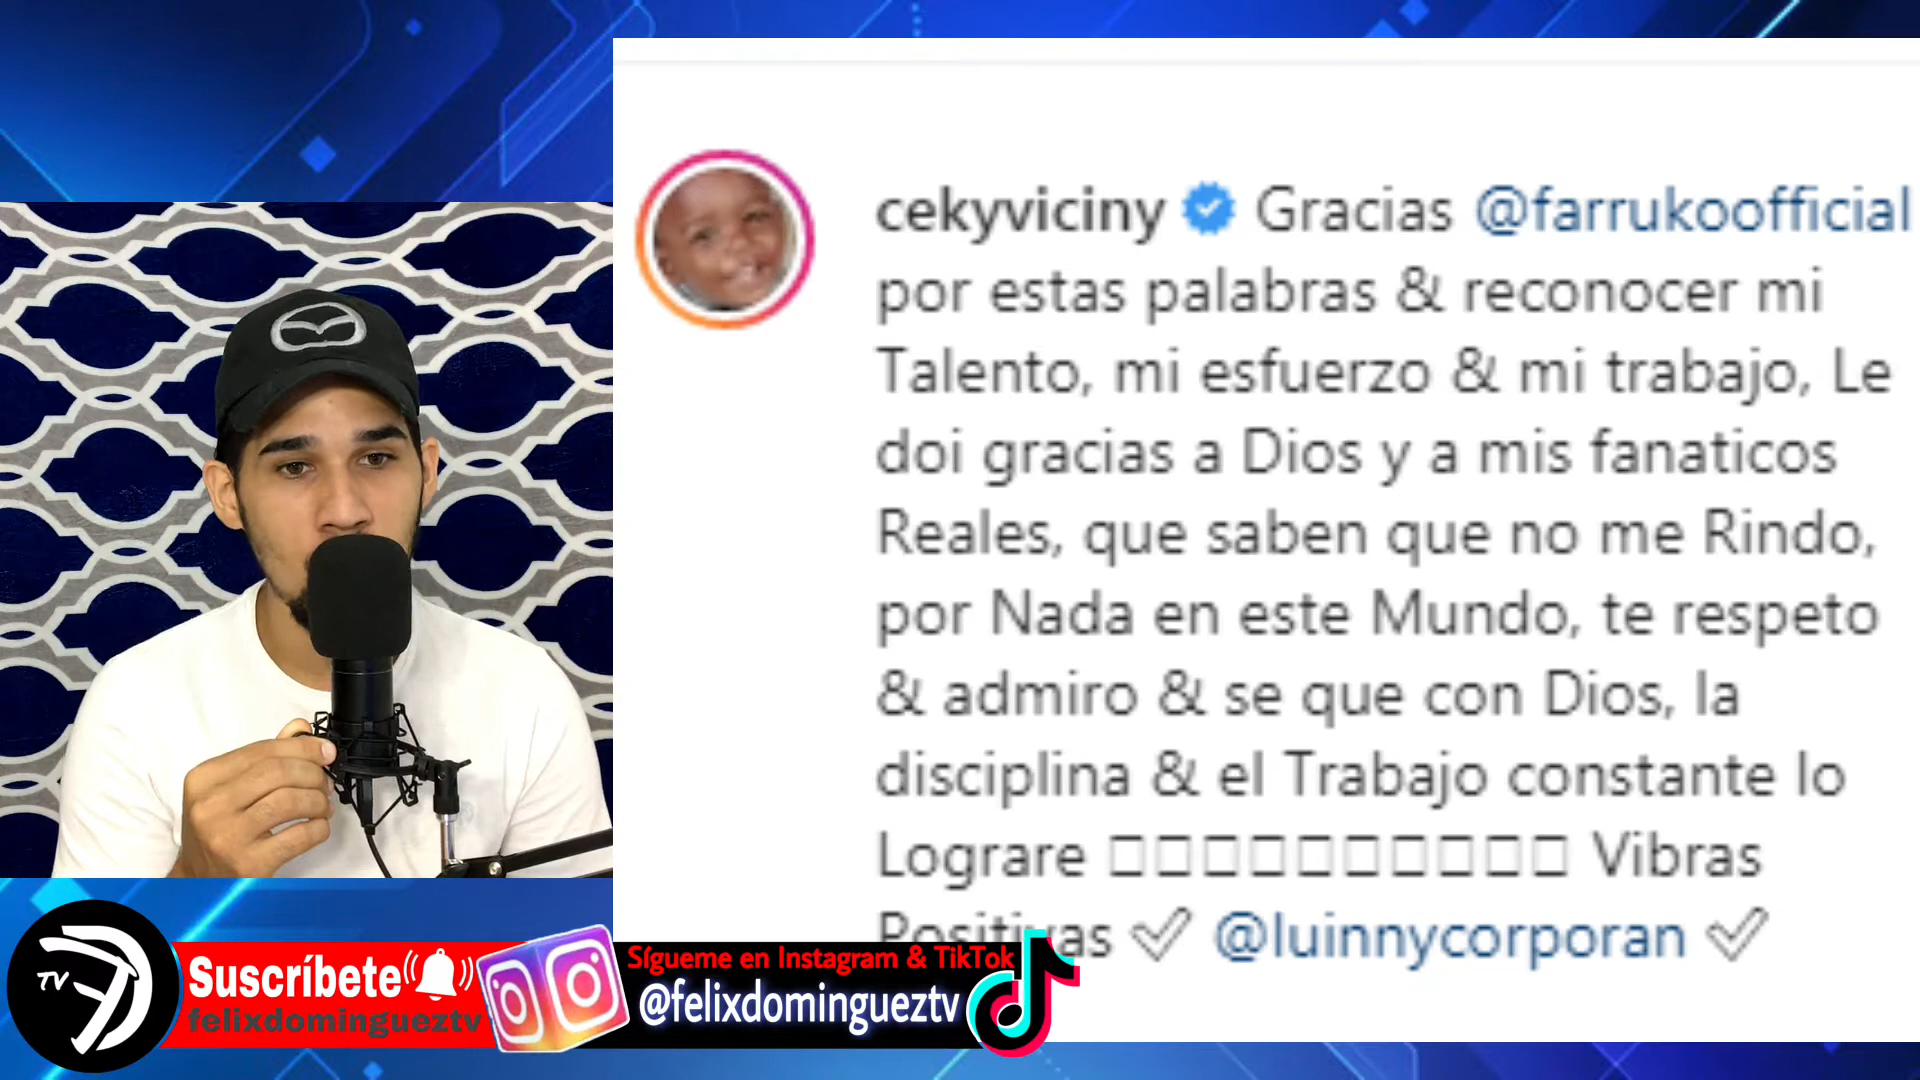 cekyviciny Gracias @farrukoofficial
por estas palabras & reconocer mi
Talento, mi esfuerzo & mi trabajo, Le
doi gracias a Dios y a mis fanaticos
Reales, que saben que no me Rindo,
por Nada en este Mundo, te respeto
& admiro & se que con Dios, la
disciplina & el Trabajo constante lo
Lograre □□□□□□□□□□ Vibras
Positivas ✓ @luinnycorporan ✓
TV
Suscríbete
felixdomingueztv
Sígueme en Instagram & TikTok
@felixdomingueztv